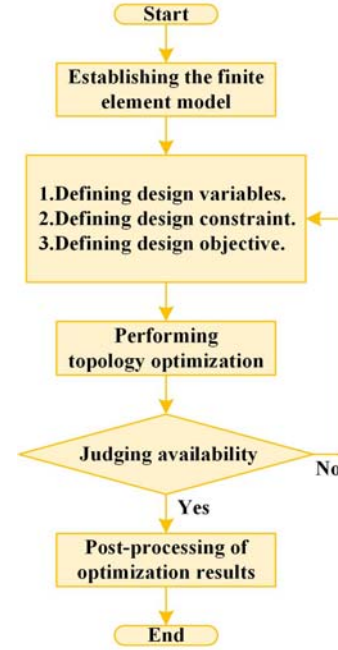 Start
Establishing the finite
element model
1.Defining design variables.
2.Defining design constraint.
3.Defining design objective.
Performing
topology optimization
Judging availability
No
Yes
Post-processing of
optimization results
End